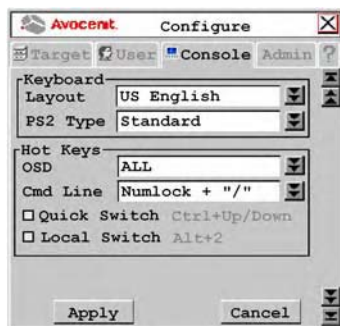 Avocent. Configure
Target User Console Admin ?
Keyboard
Layout US English
PS2 Type Standard
Hot Keys
OSD ALL
Cmd Line Numlock + "/"
Quick Switch Ctrl+Up/Down
Local Switch Alt+2
Apply Cancel